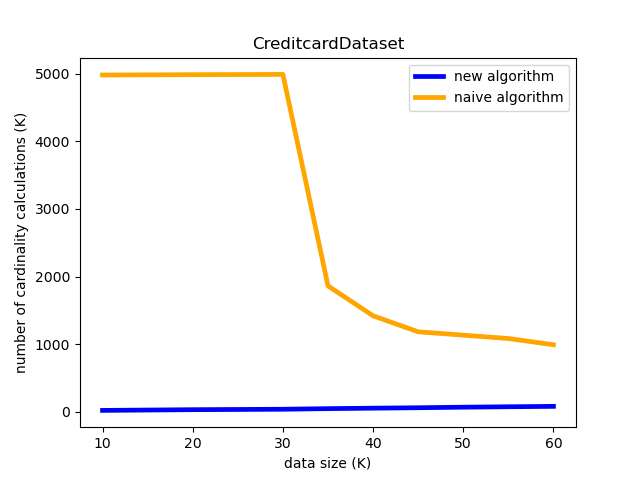 CreditcardDataset
new algorithm
naive algorithm
number of cardinality calculations (K)
5000
4000
3000
2000
1000
0
10 20 30 40 50 60
data size (K)